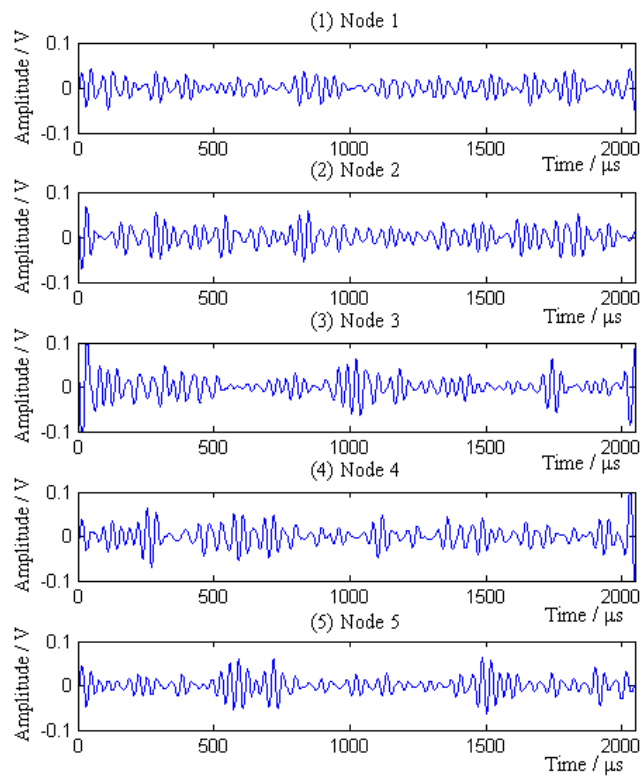 (1) Node 1
Amplitude / V
0.1
0
-0.1
0 500 1000 1500 2000
Time / μs
(2) Node 2
Amplitude / V
0.1
0
-0.1
0 500 1000 1500 2000
Time / μs
(3) Node 3
Amplitude / V
0.1
0
-0.1
0 500 1000 1500 2000
Time / μs
(4) Node 4
Amplitude / V
0.1
0
-0.1
0 500 1000 1500 2000
Time / μs
(5) Node 5
Amplitude / V
0.1
0
-0.1
0 500 1000 1500 2000
Time / μs